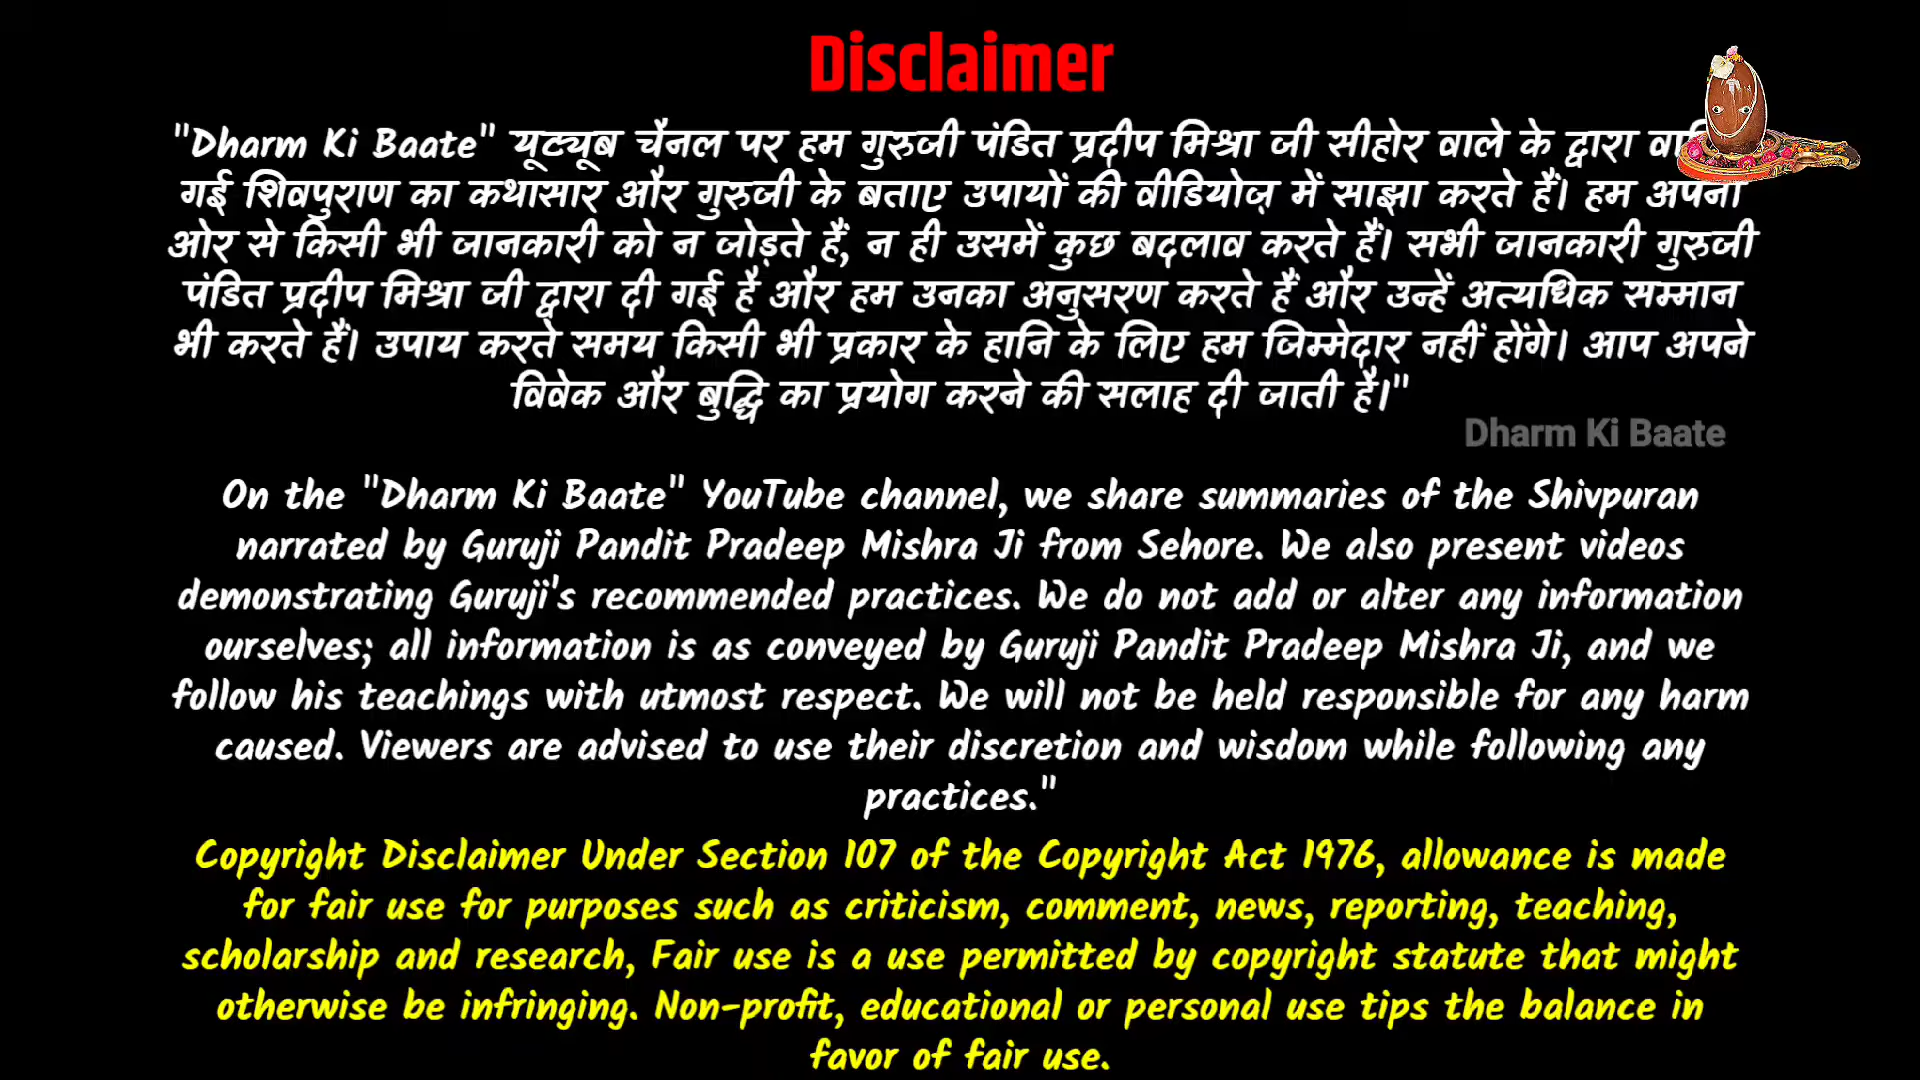 Disclaimer
"Dharm Ki Baate" यूट्यूब चैनल पर हम गुरुजी पंडित प्रदीप मिश्रा जी सीहोर वाले के द्वारा
गई शिवपुराण का कथासार और गुरुजी के बताए उपायों की वीडियोज़ में साझा करते हैं। हम अपनी
ओर से किसी भी जानकारी को न जोड़ते हैं, न ही उसमें कुछ बदलाव करते हैं। सभी जानकारी गुरुजी
पंडित प्रदीप मिश्रा जी द्वारा दी गई है और हम उनका अनुसरण करते हैं और उन्हें अत्यधिक सम्मान
भी करते हैं। उपाय करते समय किसी भी प्रकार के हानि के लिए हम जिम्मेदार नहीं होंगे। आप अपने
विवेक और बुद्धि का प्रयोग करने की सलाह दी जाती है।"
Dharm Ki Baate
On the "Dharm Ki Baate" YouTube channel, we share summaries of the Shivpuran
narrated by Guruji Pandit Pradeep Mishra Ji from Sehore. We also present videos
demonstrating Guruji's recommended practices. We do not add or alter any information
ourselves; all information is as conveyed by Guruji Pandit Pradeep Mishra Ji, and we
follow his teachings with utmost respect. We will not be held responsible for any harm
caused. Viewers are advised to use their discretion and wisdom while following any
practices."
Copyright Disclaimer Under Section 107 of the Copyright Act 1976, allowance is made
for fair use for purposes such as criticism, comment, news, reporting, teaching,
scholarship and research, Fair use is a use permitted by copyright statute that might
otherwise be infringing. Non-profit, educational or personal use tips the balance in
favor of fair use.